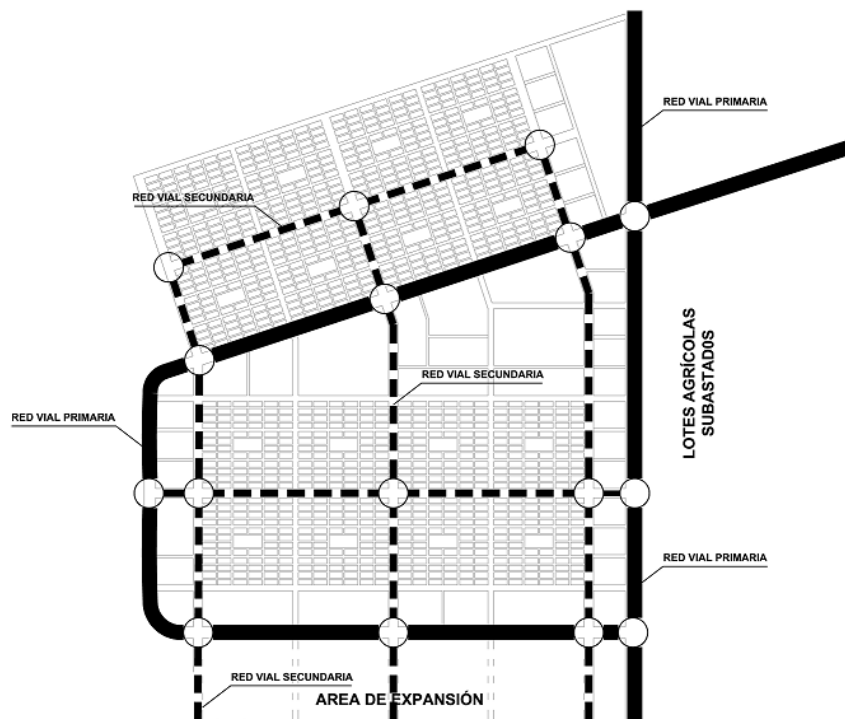 RED VIAL PRIMARIA
RED VIAL SECUNDARIA
LOTES AGRÍCOLAS
SUBASTAD0S
RED VIAL SECUNDARIA
RED VIAL PRIMARIA
RED VIAL PRIMARIA
RED VIAL SECUNDARIA
AREA DE EXPANSIÓN